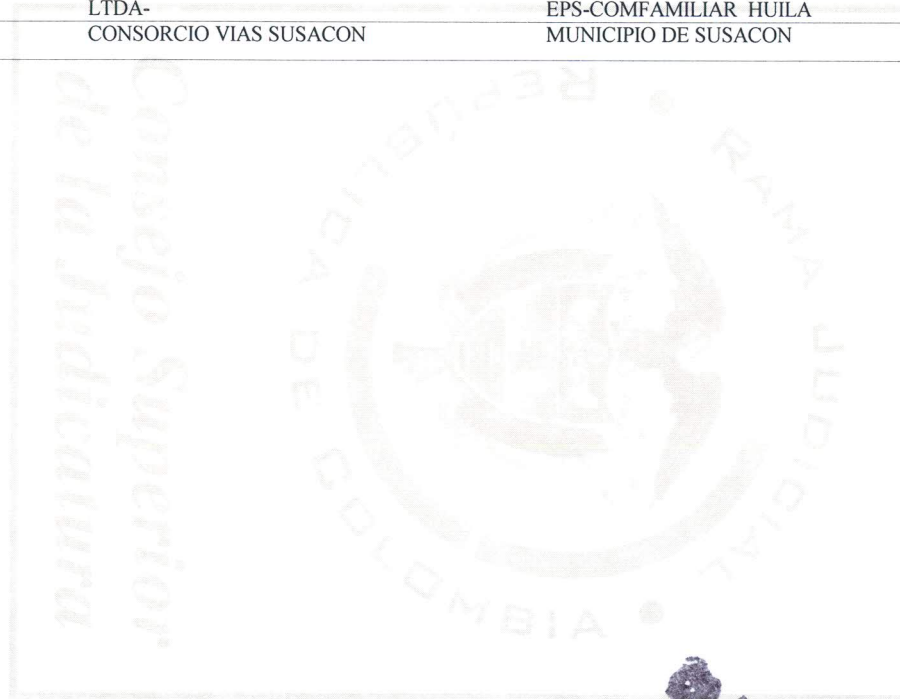 LTDA- EPS-COMFAMILIAR HUILA
CONSORCIO VIAS SUSACON MUNICIPIO DE SUSACON
Consejo Superior
de la Judicatura
REPUBLICA DE COLOMBIA
RAMA JUDICIAL